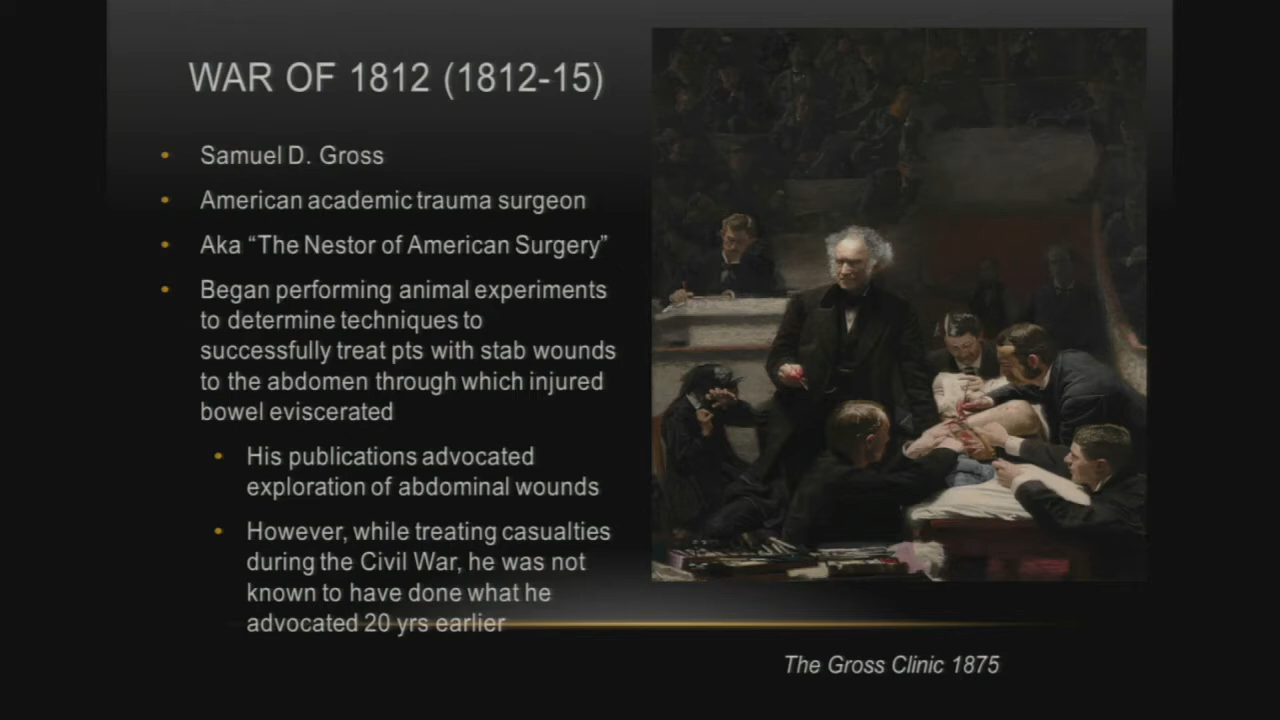 WAR OF 1812 (1812-15)
• Samuel D. Gross
• American academic trauma surgeon
• Aka “The Nestor of American Surgery”
• Began performing animal experiments
to determine techniques to
successfully treat pts with stab wounds
to the abdomen through which injured
bowel eviscerated
• His publications advocated
exploration of abdominal wounds
• However, while treating casualties
during the Civil War, he was not
known to have done what he
advocated 20 yrs earlier
The Gross Clinic 1875